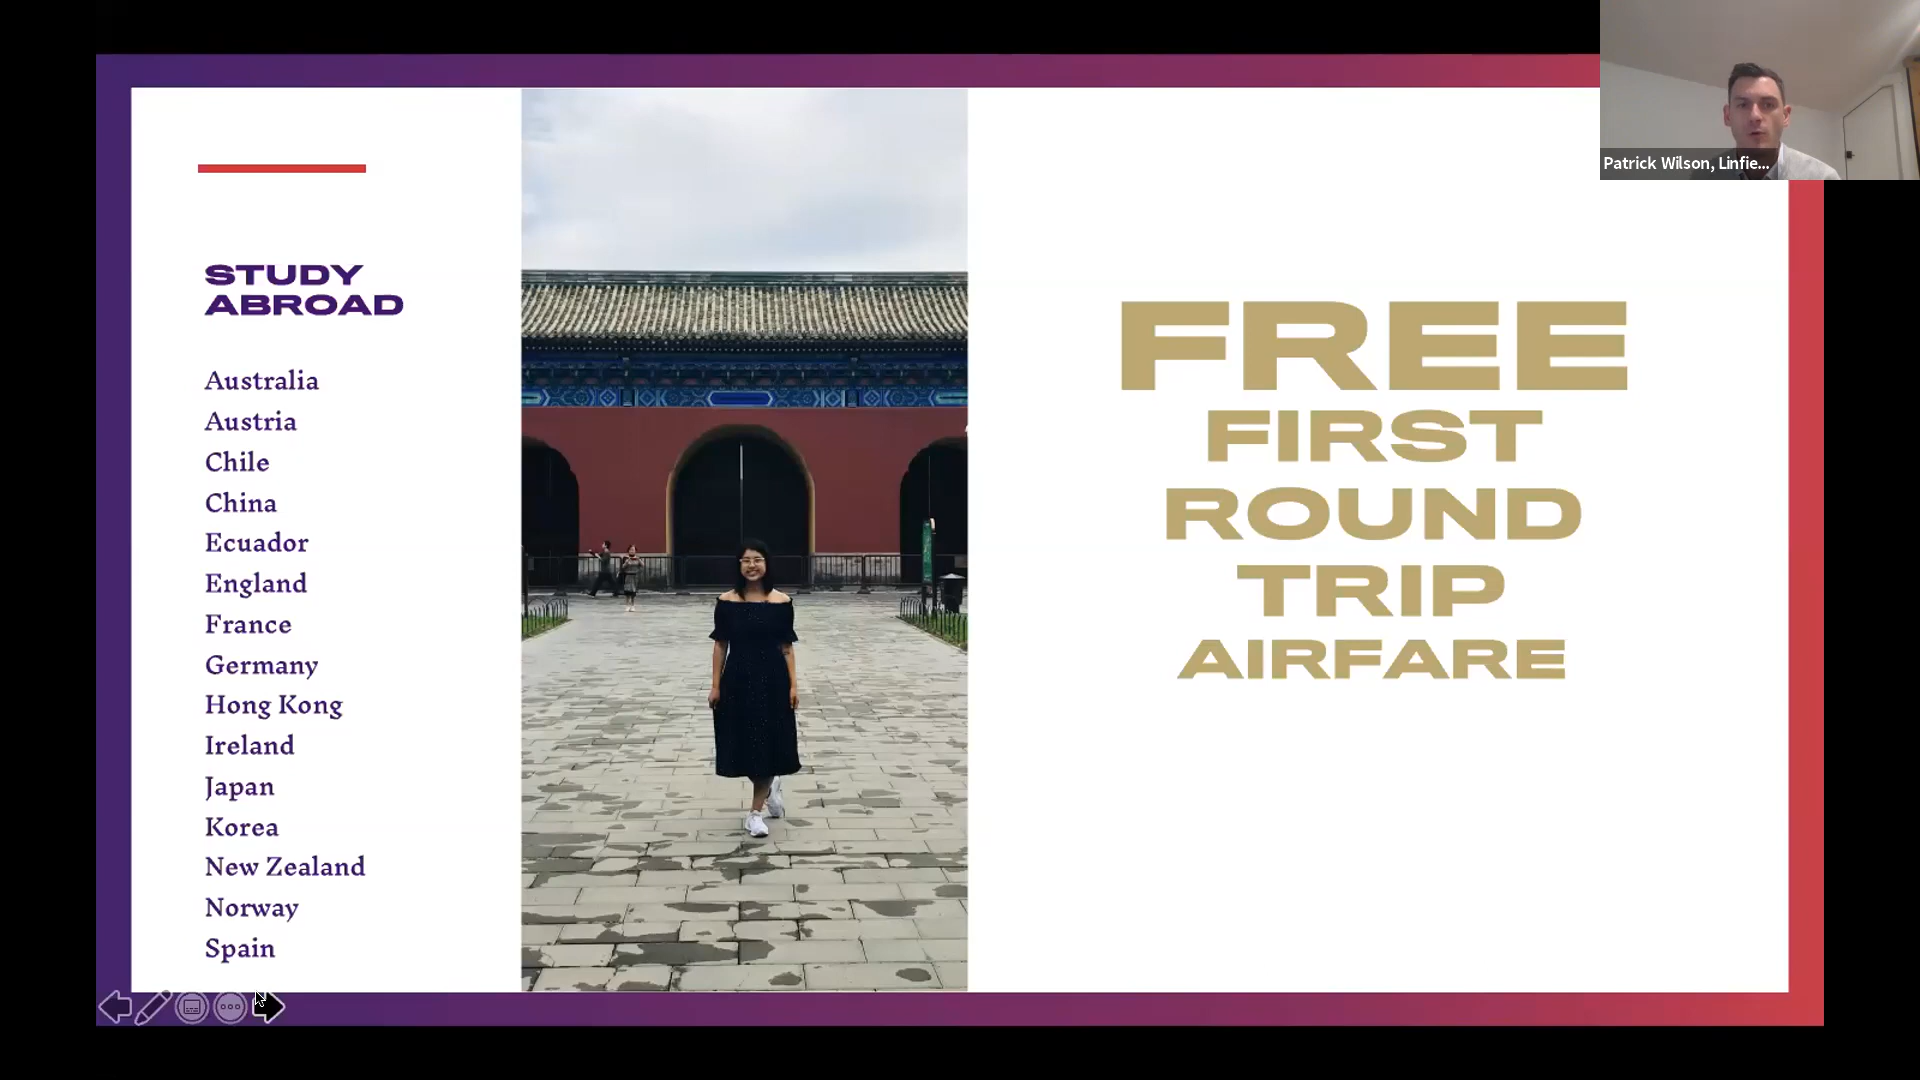 STUDY
ABROAD
Australia
Austria
Chile
China
Ecuador
England
France
Germany
Hong Kong
Ireland
Japan
Korea
New Zealand
Norway
Spain
FREE
FIRST
ROUND
TRIP
AIRFARE
Patrick Wilson, Linfie...